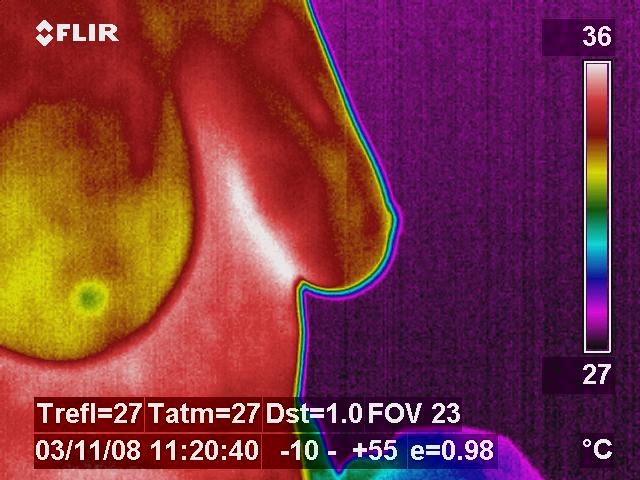 FLIR
36
27
Trefl=27 Tatm=27 Dst=1.0 FOV 23
03/11/08 11:20:40 -10 - +55 e=0.98 °C